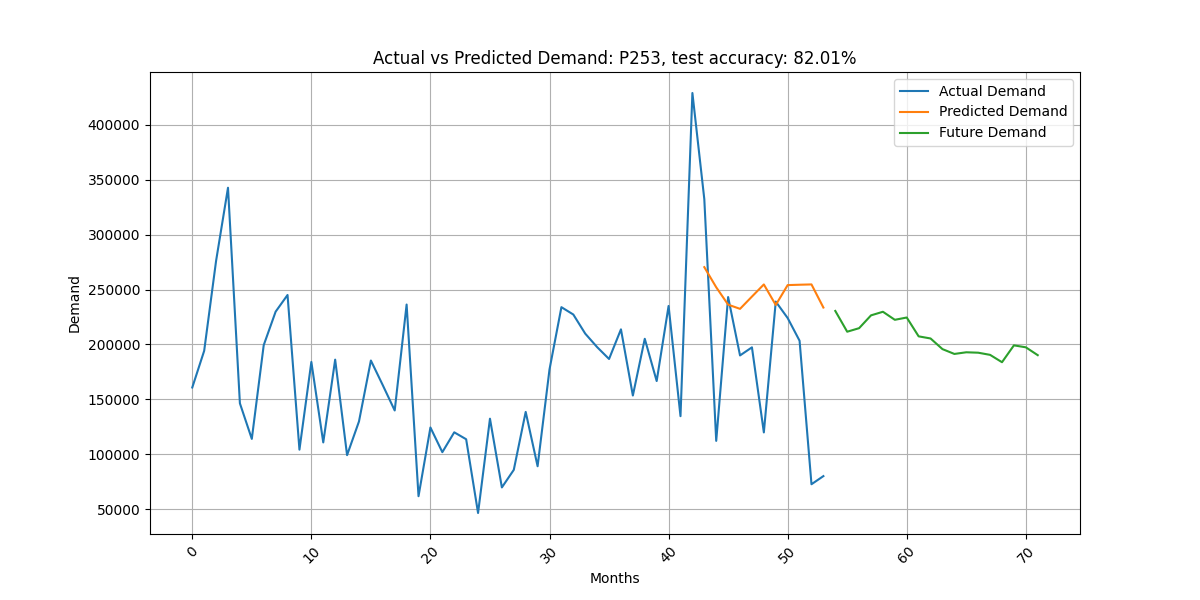 Actual vs Predicted Demand: P253, test accuracy: 82.01%
Actual Demand
Predicted Demand
Future Demand
Demand
400000
350000
300000
250000
200000
150000
100000
50000
0 10 20 30 40 50 60 70
Months